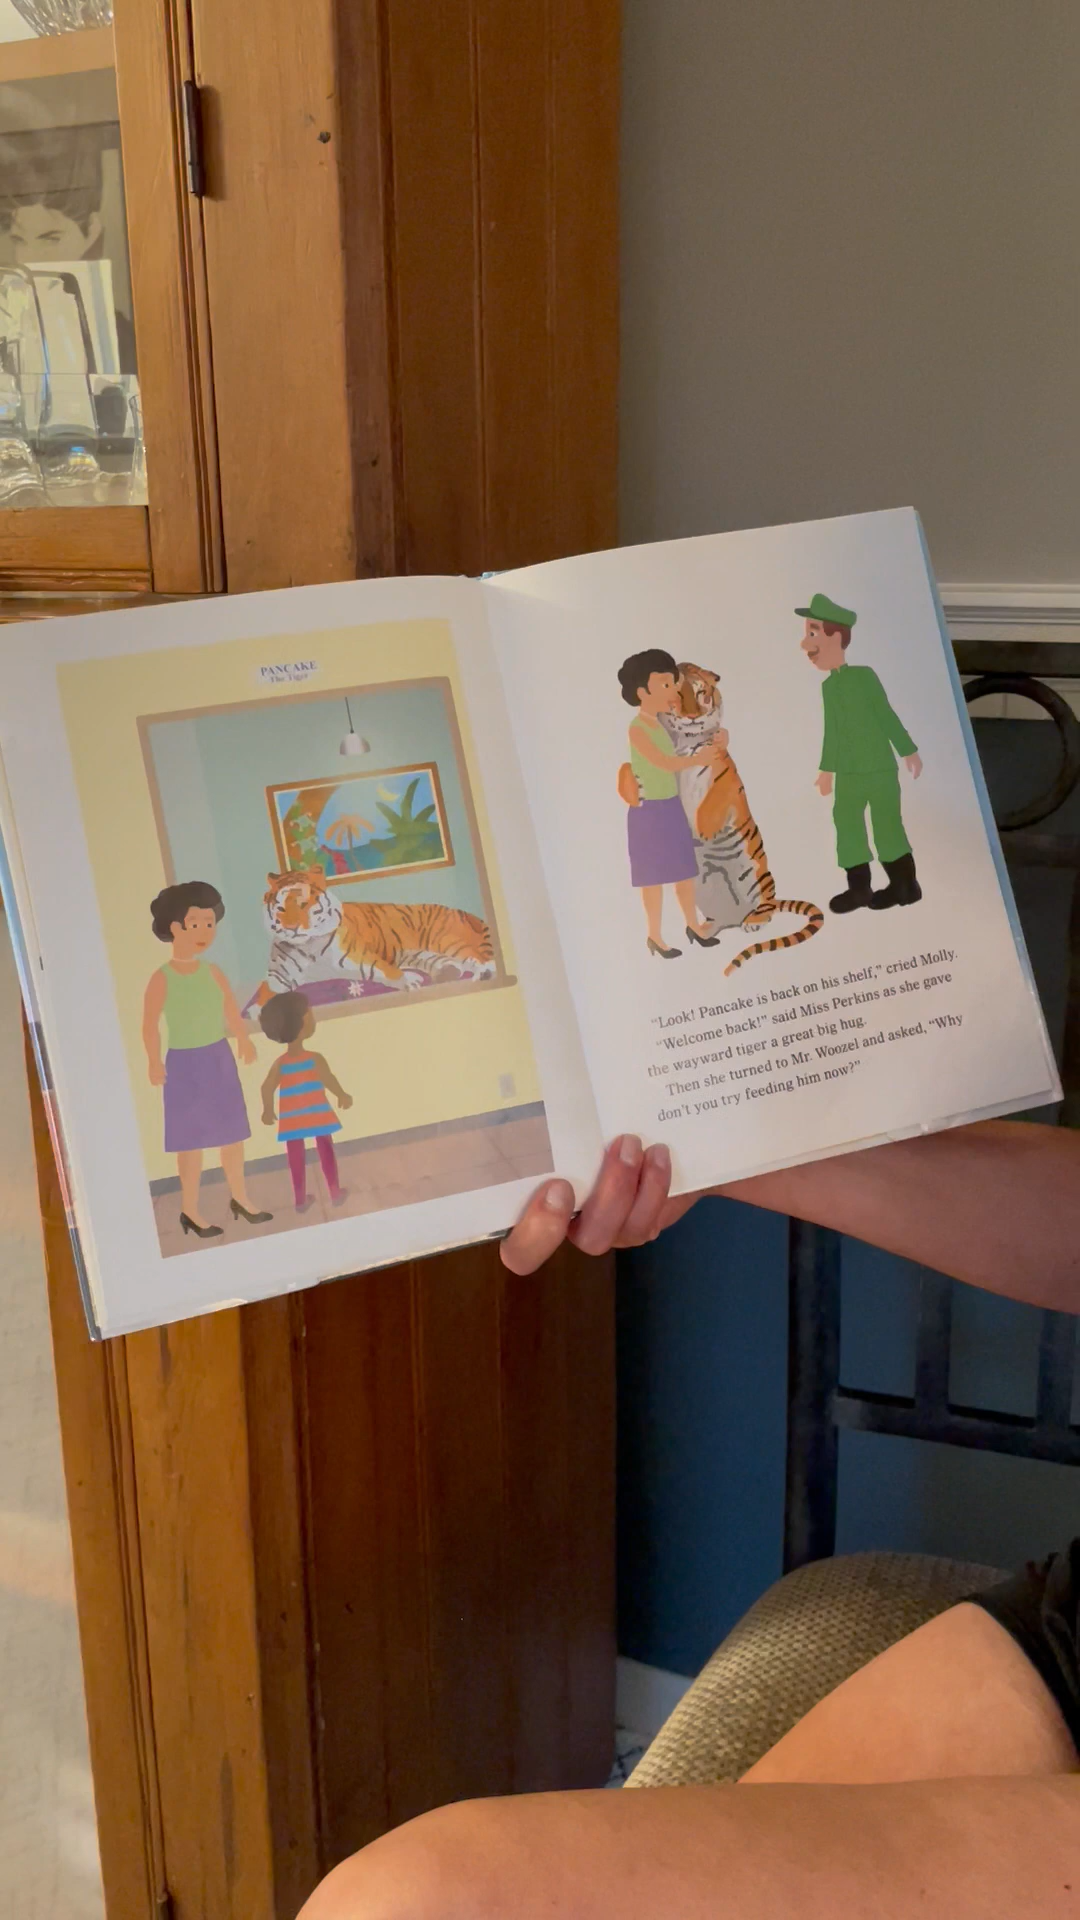 PANCAKE
The Tiger
“Look! Pancake is back on his shelf,” cried Molly.
“Welcome back!” said Miss Perkins as she gave
the wayward tiger a great big hug.
Then she turned to Mr. Woozel and asked, “Why
don’t you try feeding him now?”